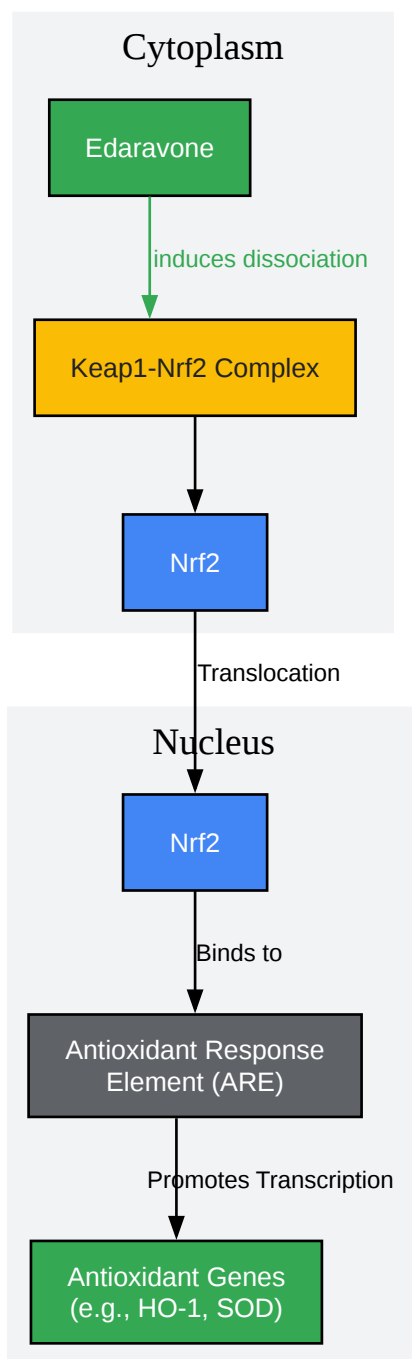 Cytoplasm
Edaravone
induces dissociation
Keap1-Nrf2 Complex
Nrf2
Translocation
Nucleus
Nrf2
Binds to
Antioxidant Response
Element (ARE)
Promotes Transcription
Antioxidant Genes
(e.g., HO-1, SOD)